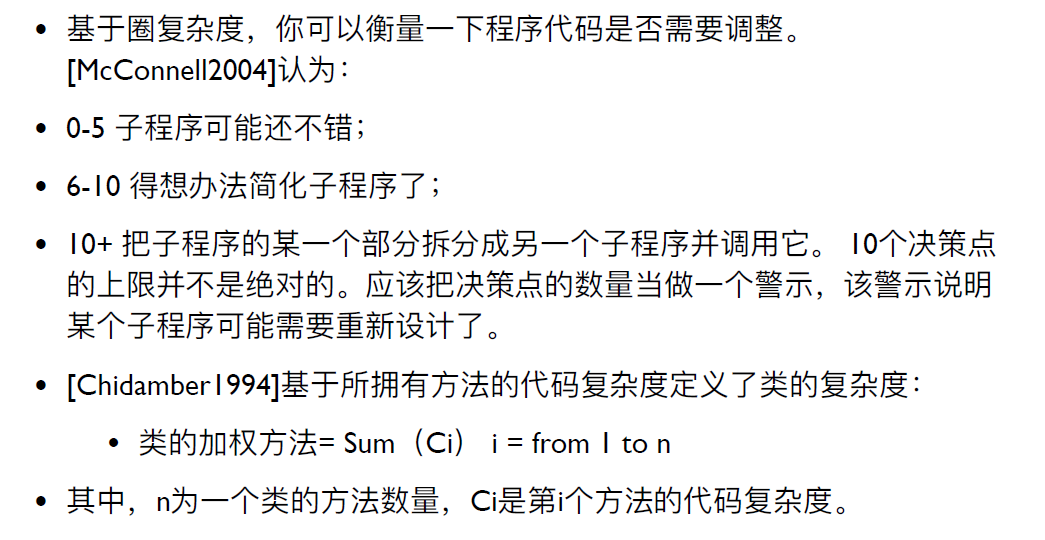 • 基于圈复杂度，你可以衡量一下程序代码是否需要调整。
[McConnell2004]认为：
• 0-5 子程序可能还不错；
• 6-10 得想办法简化子程序了；
• 10+ 把子程序的某一个部分拆分成另一个子程序并调用它。 10个决策点
的上限并不是绝对的。应该把决策点的数量当做一个警示，该警示说明
某个子程序可能需要重新设计了。
• [Chidamber1994]基于所拥有方法的代码复杂度定义了类的复杂度：
• 类的加权方法= Sum（Ci） i = from 1 to n
• 其中，n为一个类的方法数量，Ci是第i个方法的代码复杂度。